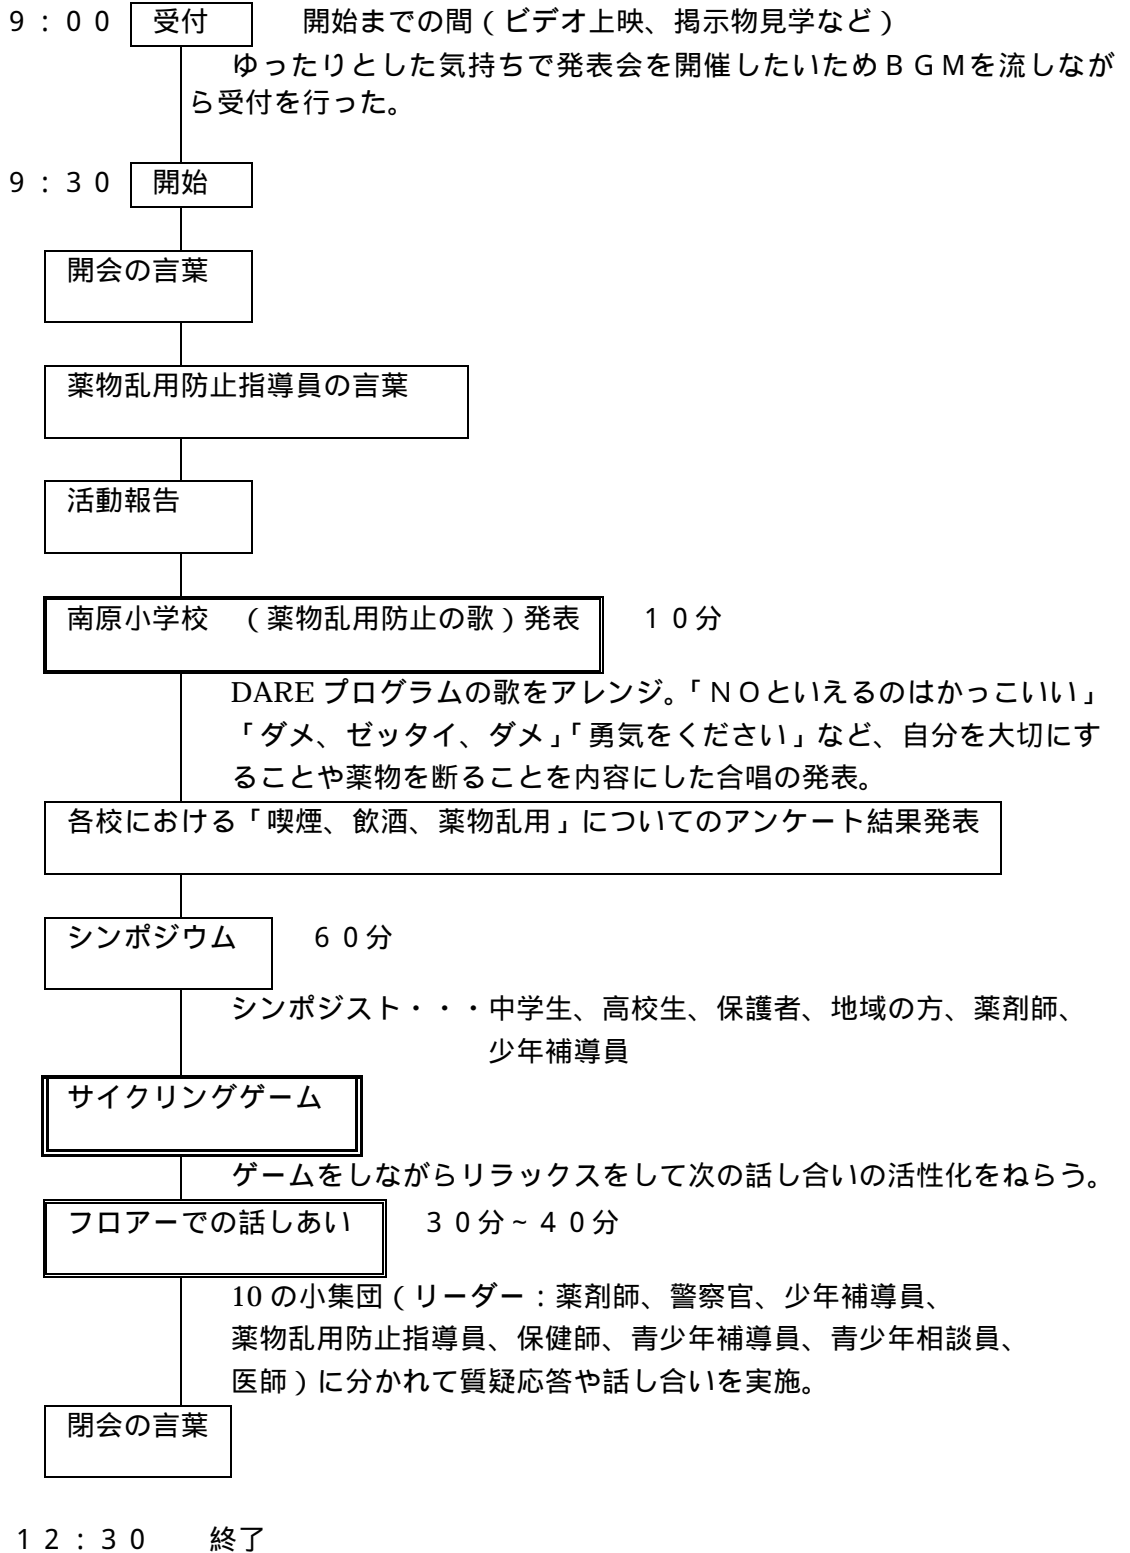 ９：００ 受付　　開始までの間（ビデオ上映、掲示物見学など）
ゆったりとした気持ちで発表会を開催したいためＢＧＭを流しなが
ら受付を行った。
９：３０ 開始
開会の言葉
薬物乱用防止指導員の言葉
活動報告
南原小学校　（薬物乱用防止の歌）発表　１０分
DARE プログラムの歌をアレンジ。「ＮＯといえるのはかっこいい」
「ダメ、ゼッタイ、ダメ」「勇気をください」など、自分を大切にす
ることや薬物を断ることを内容にした合唱の発表。
各校における「喫煙、飲酒、薬物乱用」についてのアンケート結果発表
シンポジウム　６０分
シンポジスト・・・中学生、高校生、保護者、地域の方、薬剤師、
少年補導員
サイクリングゲーム
ゲームをしながらリラックスをして次の話し合いの活性化をねらう。
フロアーでの話しあい　３０分~４０分
10 の小集団（リーダー：薬剤師、警察官、少年補導員、
薬物乱用防止指導員、保健師、青少年補導員、青少年相談員、
医師）に分かれて質疑応答や話し合いを実施。
閉会の言葉
１２：３０　　終了